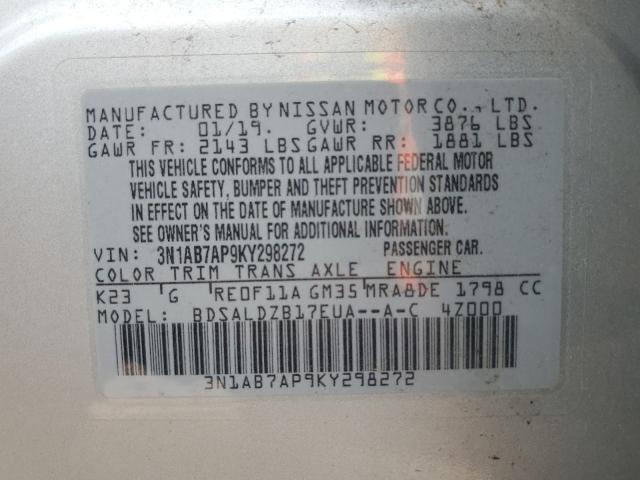 MANUFACTURED BY NISSAN MOTOR CO., LTD.
DATE: 01/19. GVWR: 3876 LBS
GAWR FR: 2143 LBS GAWR RR: 1881 LBS
THIS VEHICLE CONFORMS TO ALL APPLICABLE FEDERAL MOTOR
VEHICLE SAFETY, BUMPER AND THEFT PREVENTION STANDARDS
IN EFFECT ON THE DATE OF MANUFACTURE SHOWN ABOVE.
SEE OWNER'S MANUAL FOR ADDITIONAL INFORMATION.
VIN: 3N1AB7AP9KY298272 PASSENGER CAR.
COLOR TRIM TRANS AXLE ENGINE
K23 G RE0F11A GM35 MRA8DE 1798 CC
MODEL: BDSALDZB17EUA--A-C 4Z000
3N1AB7AP9KY298272